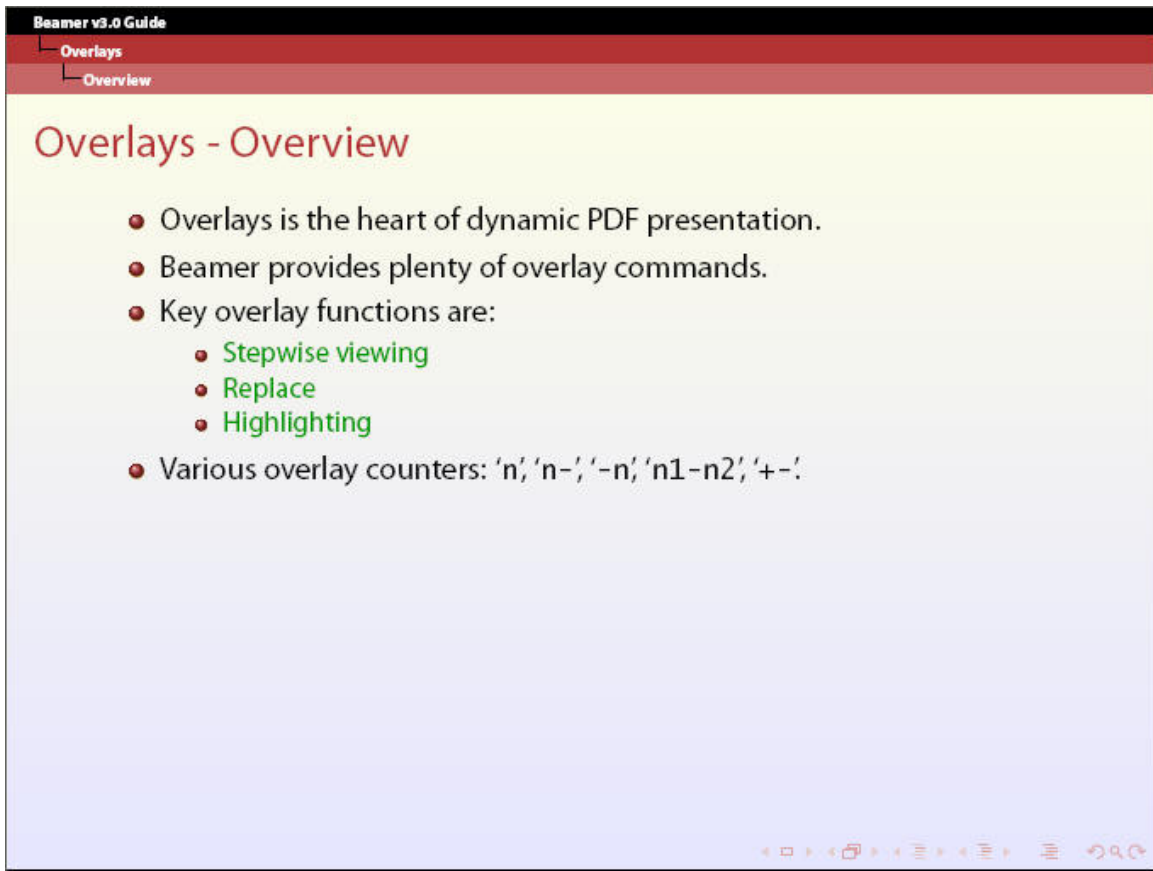 Beamer v3.0 Guide
Overlays
Overview
Overlays - Overview
Overlays is the heart of dynamic PDF presentation.
Beamer provides plenty of overlay commands.
Key overlay functions are:
Stepwise viewing
Replace
Highlighting
Various overlay counters: ‘n’, ‘n-’, ‘-n’, ‘n1-n2’, ‘+-’.